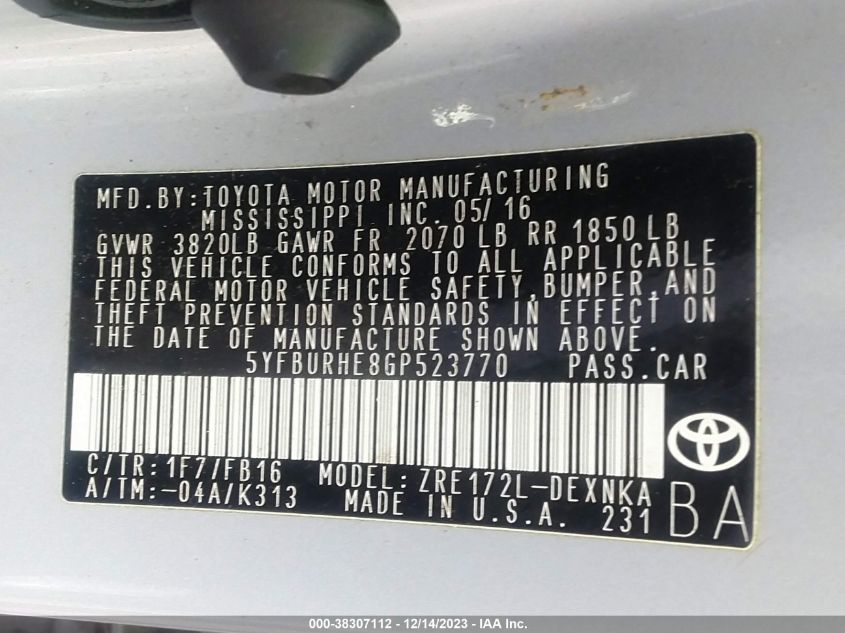 MFD.BY:TOYOTA MOTOR MANUFACTURING
MISSISSIPPI INC. 05/16
GVWR 3820LB GAWR FR 2070 LB RR 1850 LB
THIS VEHICLE CONFORMS TO ALL APPLICABLE
FEDERAL MOTOR VEHICLE SAFETY,BUMPER,AND
THEFT PREVENTION STANDARDS IN EFFECT ON
THE DATE OF MANUFACTURE SHOWN ABOVE.
5YFBURHE8GP523770 PASS.CAR
C/TR:1F7/FB16 MODEL:ZRE172L-DEXNKA
A/TM:-04A/K313 MADE IN U.S.A. 231 BA
000-38307112 - 12/14/2023 - IAA Inc.